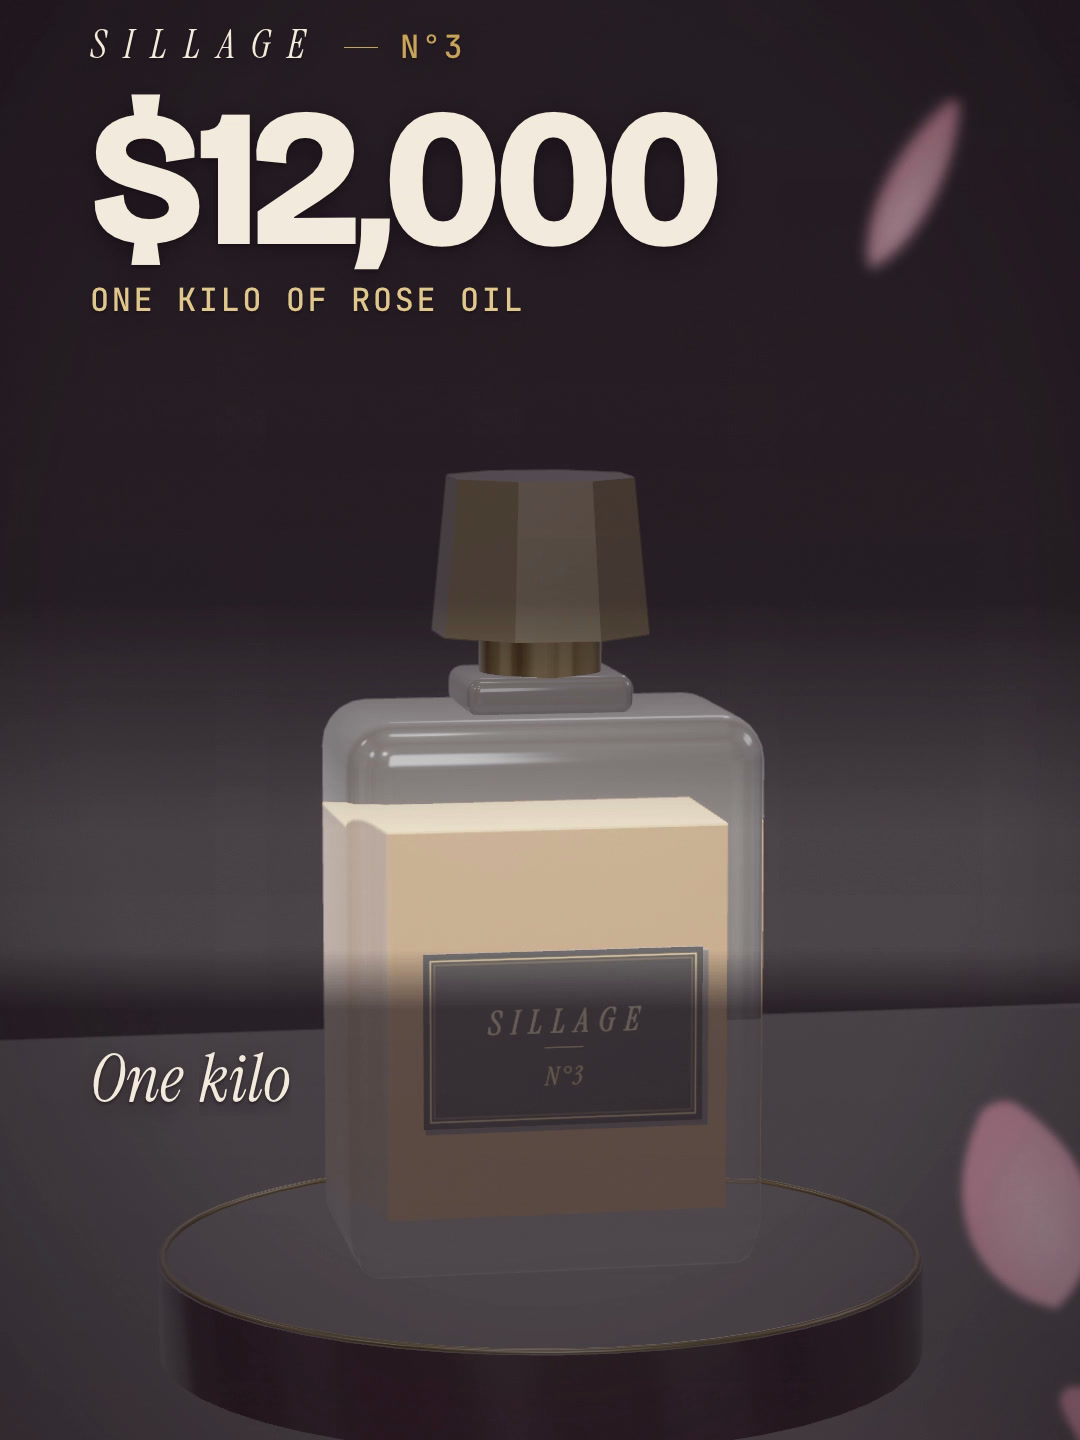 SILLAGE — N°3
$12,000
ONE KILO OF ROSE OIL
SILLAGE
N°3
One kilo